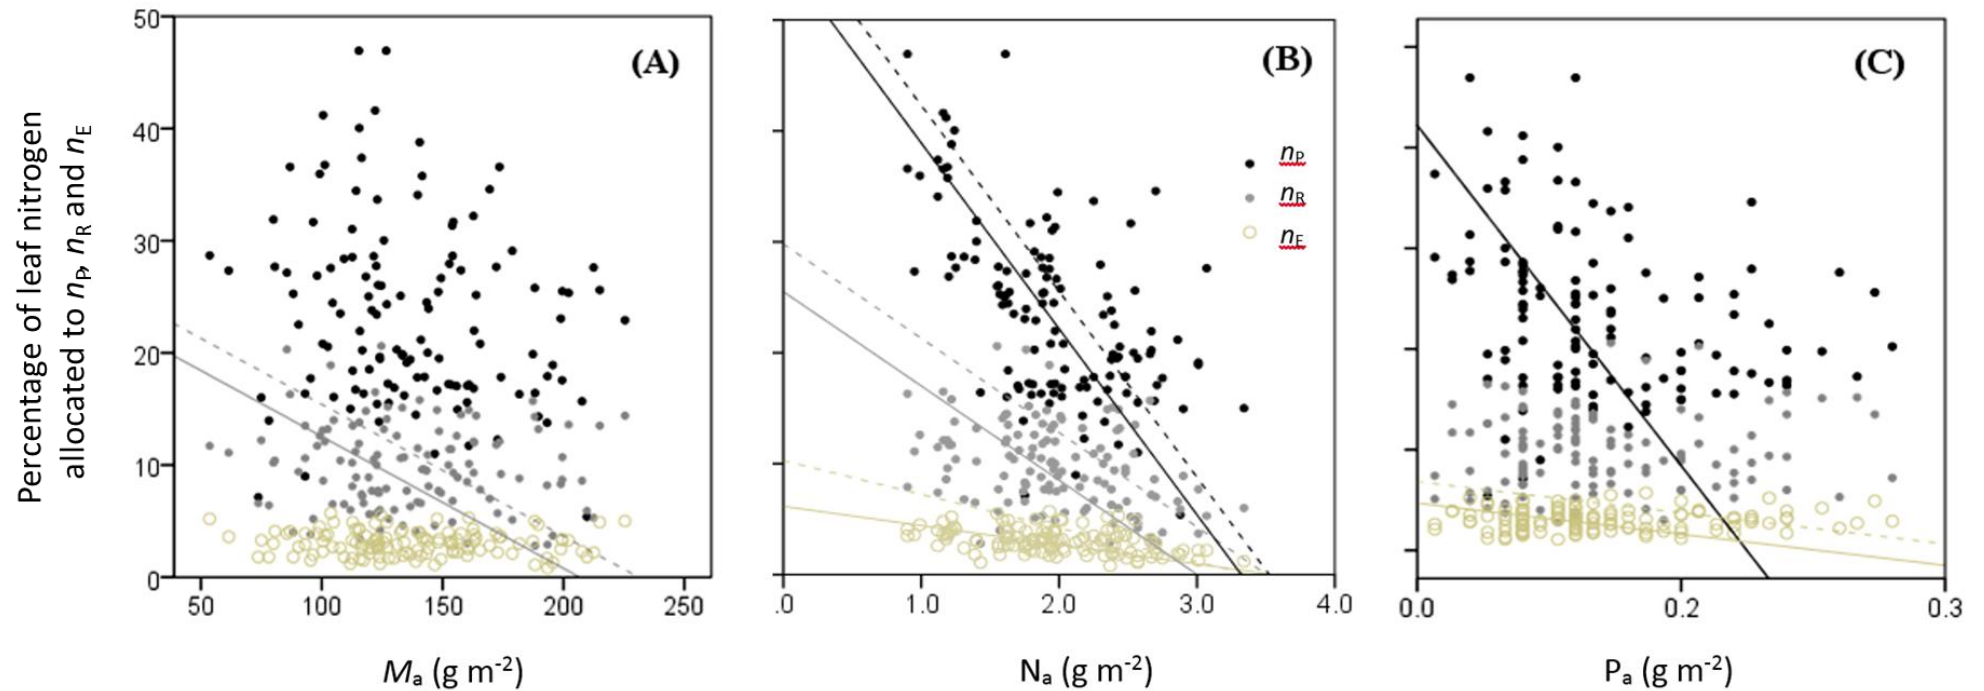 Percentage of leaf nitrogen
allocated to nP, nR and nE
50
40
30
20
10
0
(A)
50 100 150 200 250
Mₐ (g m⁻²)
(B)
nP
nR
nE
.0 1.0 2.0 3.0 4.0
Nₐ (g m⁻²)
(C)
0.0 0.2 0.3
Pₐ (g m⁻²)